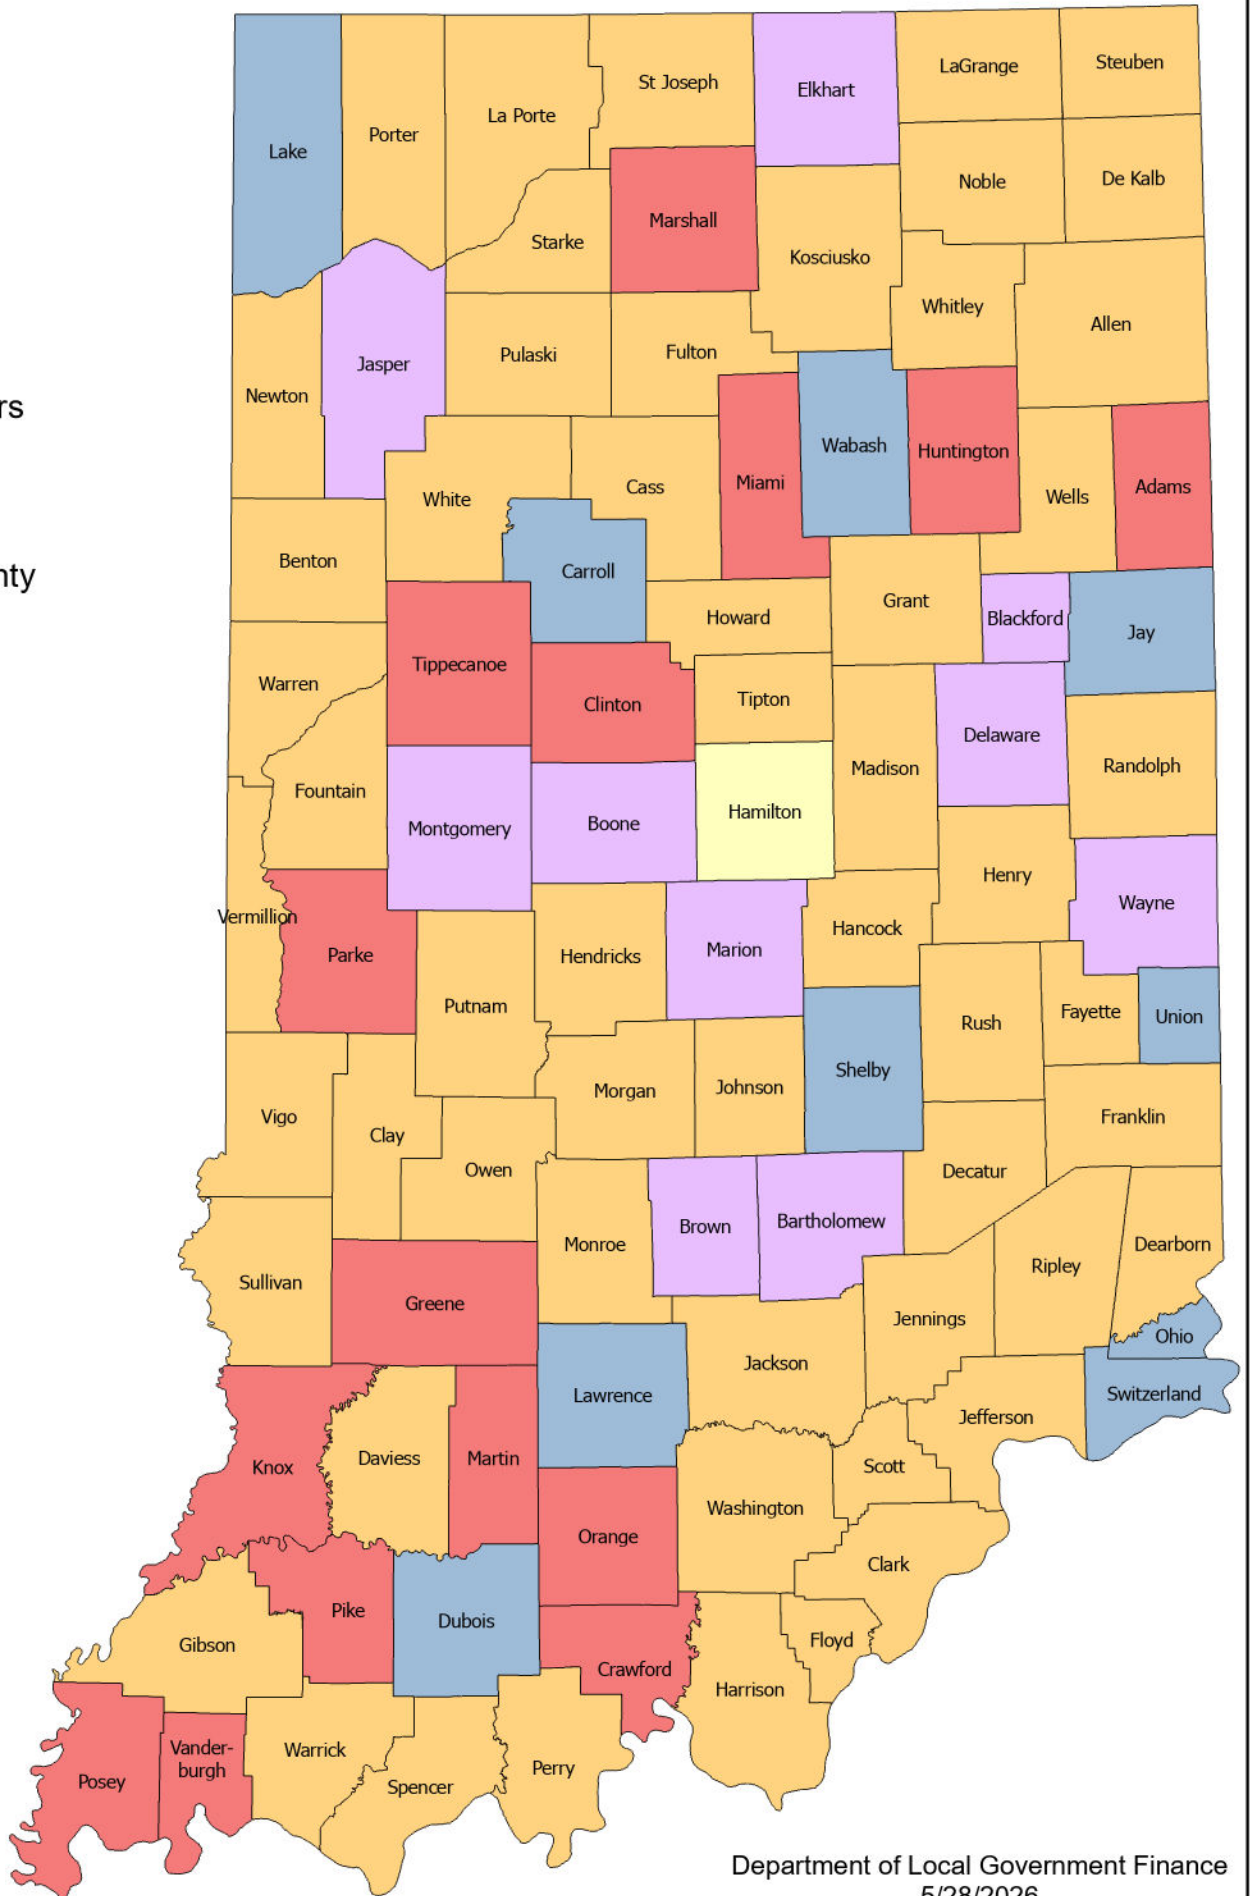 Steuben
LaGrange
St Joseph
Elkhart
La Porte
Porter
Lake
De Kalb
Noble
Marshall
Starke
Kosciusko
Whitley
Allen
Pulaski
Fulton
Jasper
Newton
rs
Wabash
Huntington
Miami
Adams
Cass
Wells
White
Benton
Carroll
nty
Grant
Howard
Blackford
Jay
Tippecanoe
Warren
Clinton
Tipton
Delaware
Madison
Randolph
Fountain
Hamilton
Boone
Montgomery
Henry
Wayne
Vermillion
Hancock
Marion
Parke
Hendricks
Putnam
Fayette
Union
Rush
Shelby
Johnson
Morgan
Vigo
Franklin
Clay
Owen
Decatur
Bartholomew
Brown
Monroe
Dearborn
Ripley
Sullivan
Greene
Jennings
Ohio
Jackson
Lawrence
Switzerland
Jefferson
Daviess
Martin
Knox
Scott
Washington
Orange
Clark
Pike
Dubois
Gibson
Floyd
Crawford
Harrison
Warrick
Vander-
burgh
Perry
Posey
Spencer
Department of Local Government Finance
5/28/2026